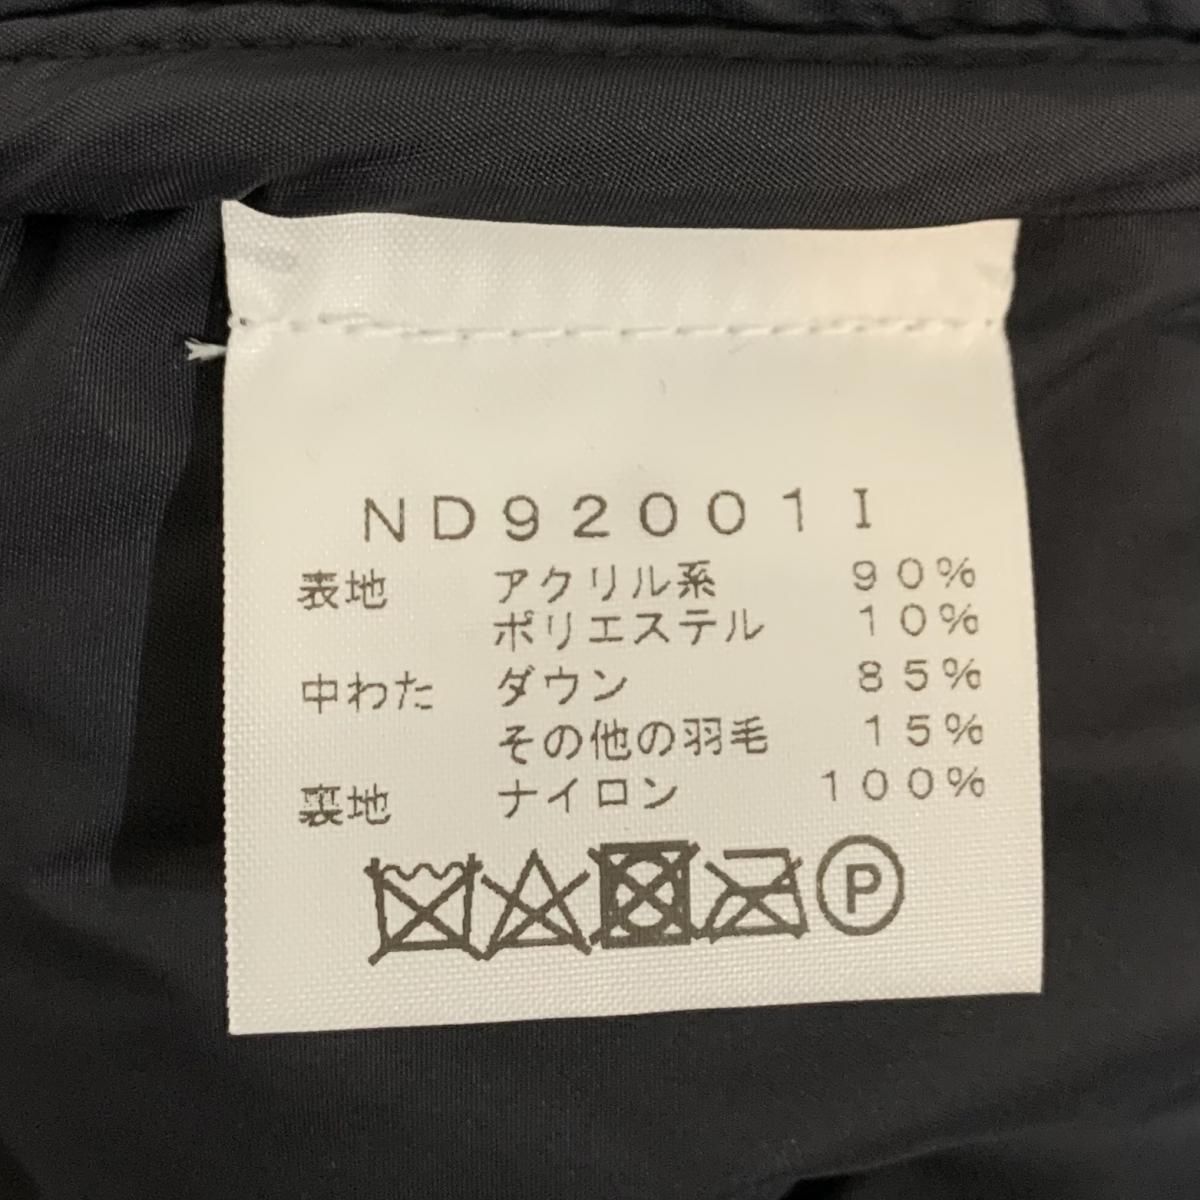 ND92001I
表地 アクリル系 90%
ポリエステル 10%
中わた ダウン 85%
その他の羽毛 15%
裏地 ナイロン 100%
P